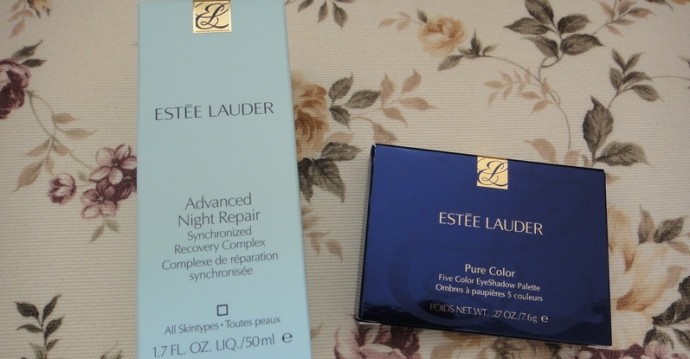 ESTĒE LAUDER
Advanced
Night Repair
Synchronized
Recovery Complex
Complexe de réparation
synchronisée
All Skintypes • Toutes peaux
1.7 FL. OZ. LIQ./50ml e
ESTĒE LAUDER
Pure Color
Five Color EyeShadow Palette
Ombres à paupières 5 couleurs
POIDS NET WT. .27 OZ./7.6g e